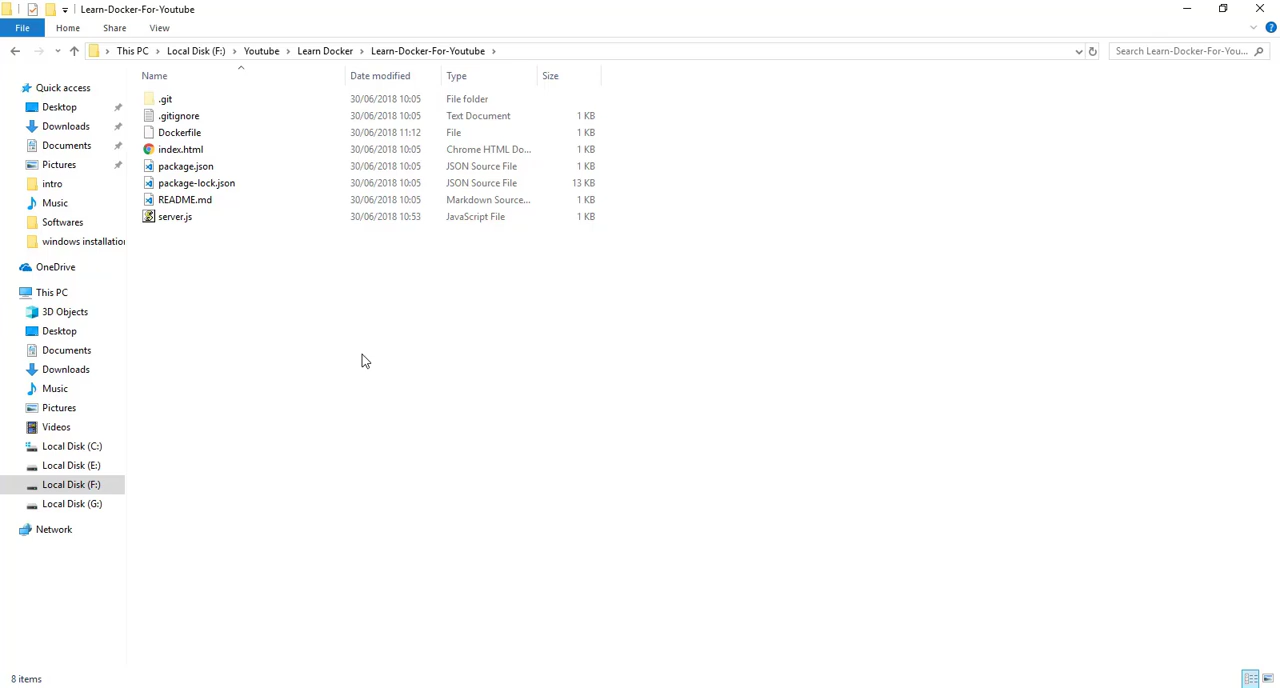 Learn-Docker-For-Youtube
File Home Share View
This PC Local Disk (F:) Youtube Learn Docker Learn-Docker-For-Youtube Search Learn-Docker-For-You...
Name Date modified Type Size
.git 30/06/2018 10:05 File folder
.gitignore 30/06/2018 10:05 Text Document 1 KB
Dockerfile 30/06/2018 11:12 File 1 KB
index.html 30/06/2018 10:05 Chrome HTML Do... 1 KB
package.json 30/06/2018 10:05 JSON Source File 1 KB
package-lock.json 30/06/2018 10:05 JSON Source File 13 KB
README.md 30/06/2018 10:05 Markdown Source... 1 KB
server.js 30/06/2018 10:53 JavaScript File 1 KB
Quick access
Desktop
Downloads
Documents
Pictures
intro
Music
Softwares
windows installation
OneDrive
This PC
3D Objects
Desktop
Documents
Downloads
Music
Pictures
Videos
Local Disk (C:)
Local Disk (E:)
Local Disk (F:)
Local Disk (G:)
Network
8 items